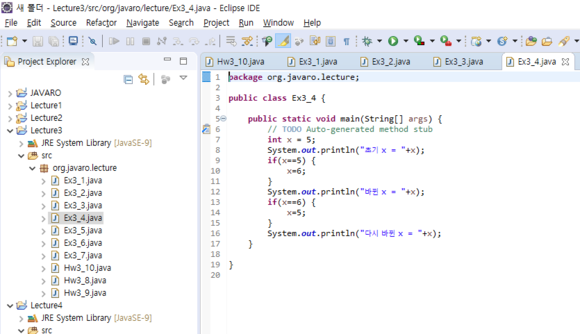 새 폴더 - Lecture3/src/org/javaro/lecture/Ex3_4.java - Eclipse IDE
File Edit Source Refactor Navigate Search Project Run Window Help
Project Explorer
JAVARO
Lecture1
Lecture2
Lecture3
JRE System Library [JavaSE-9]
src
org.javaro.lecture
Ex3_1.java
Ex3_2.java
Ex3_3.java
Ex3_4.java
Ex3_5.java
Ex3_6.java
Ex3_7.java
Hw3_10.java
Hw3_8.java
Hw3_9.java
Lecture4
JRE System Library [JavaSE-9]
src
Hw3_10.java Ex3_1.java Ex3_2.java Ex3_3.java Ex3_4.java
1 package org.javaro.lecture;
2
3 public class Ex3_4 {
4
5 public static void main(String[] args) {
6 // TODO Auto-generated method stub
7 int x = 5;
8 System.out.println("초기 x = "+x);
9 if(x==5) {
10 x=6;
11 }
12 System.out.println("바뀐 x = "+x);
13 if(x==6) {
14 x=5;
15 }
16 System.out.println("다시 바뀐 x = "+x);
17 }
18
19 }
20